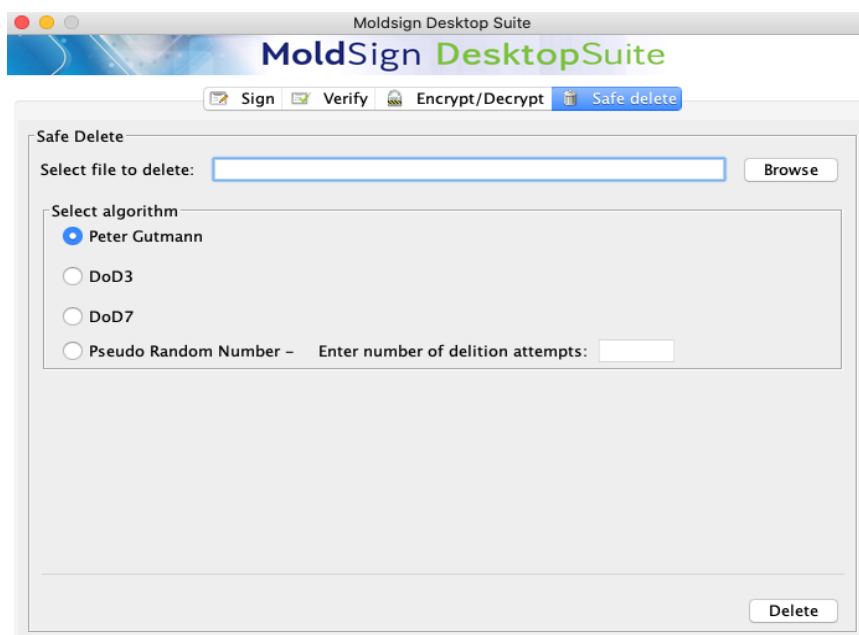 Moldsign Desktop Suite
MoldSign DesktopSuite
Sign Verify Encrypt/Decrypt Safe delete
Safe Delete
Select file to delete: Browse
Select algorithm
Peter Gutmann
DoD3
DoD7
Pseudo Random Number – Enter number of delition attempts:
Delete